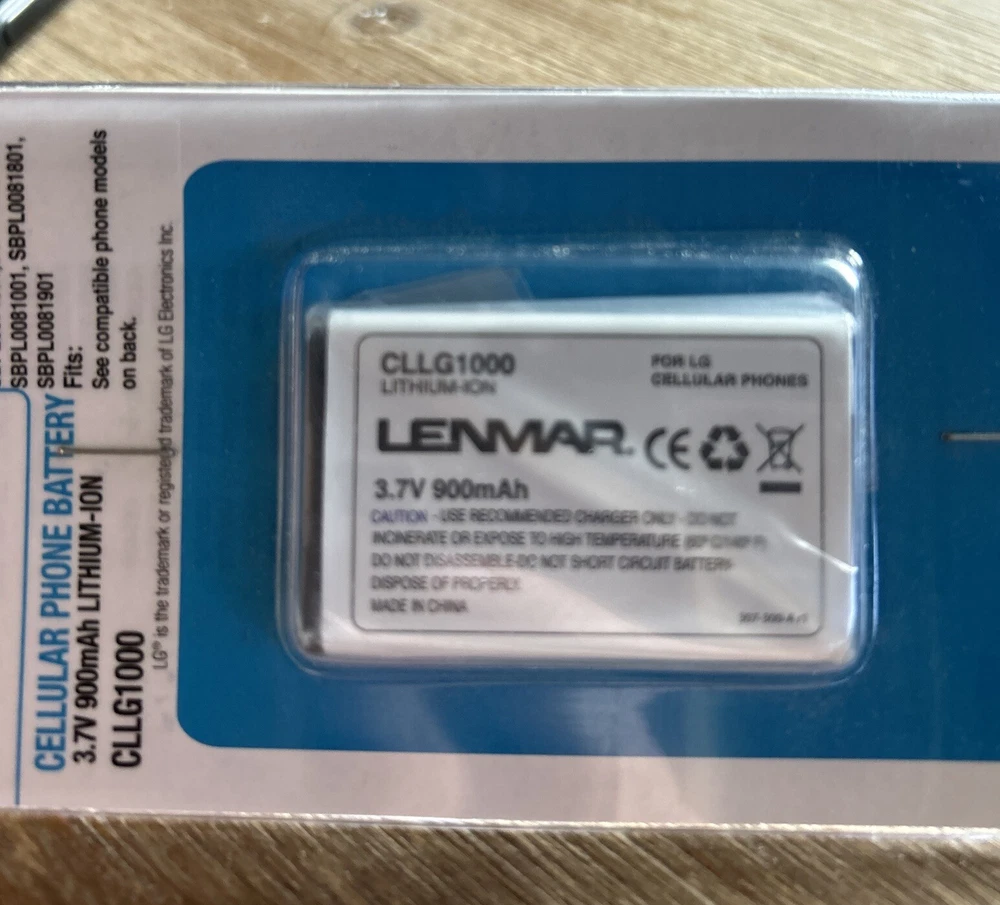 SBPL0081001, SBPL0081801,
SBPL0081901
Fits:
See compatible phone models
on back.
CELLULAR PHONE BATTERY
3.7V 900mAh LITHIUM-ION
CLLG1000
LG® is the trademark or registered trademark of LG Electronics Inc.
CLLG1000
LITHIUM-ION
FOR LG
CELLULAR PHONES
LENMAR
CE
3.7V 900mAh
CAUTION - USE RECOMMENDED CHARGER ONLY - DO NOT
INCINERATE OR EXPOSE TO HIGH TEMPERATURE
DO NOT DISASSEMBLE-DO NOT SHORT CIRCUIT BATTERY
DISPOSE OF PROPERLY.
MADE IN CHINA